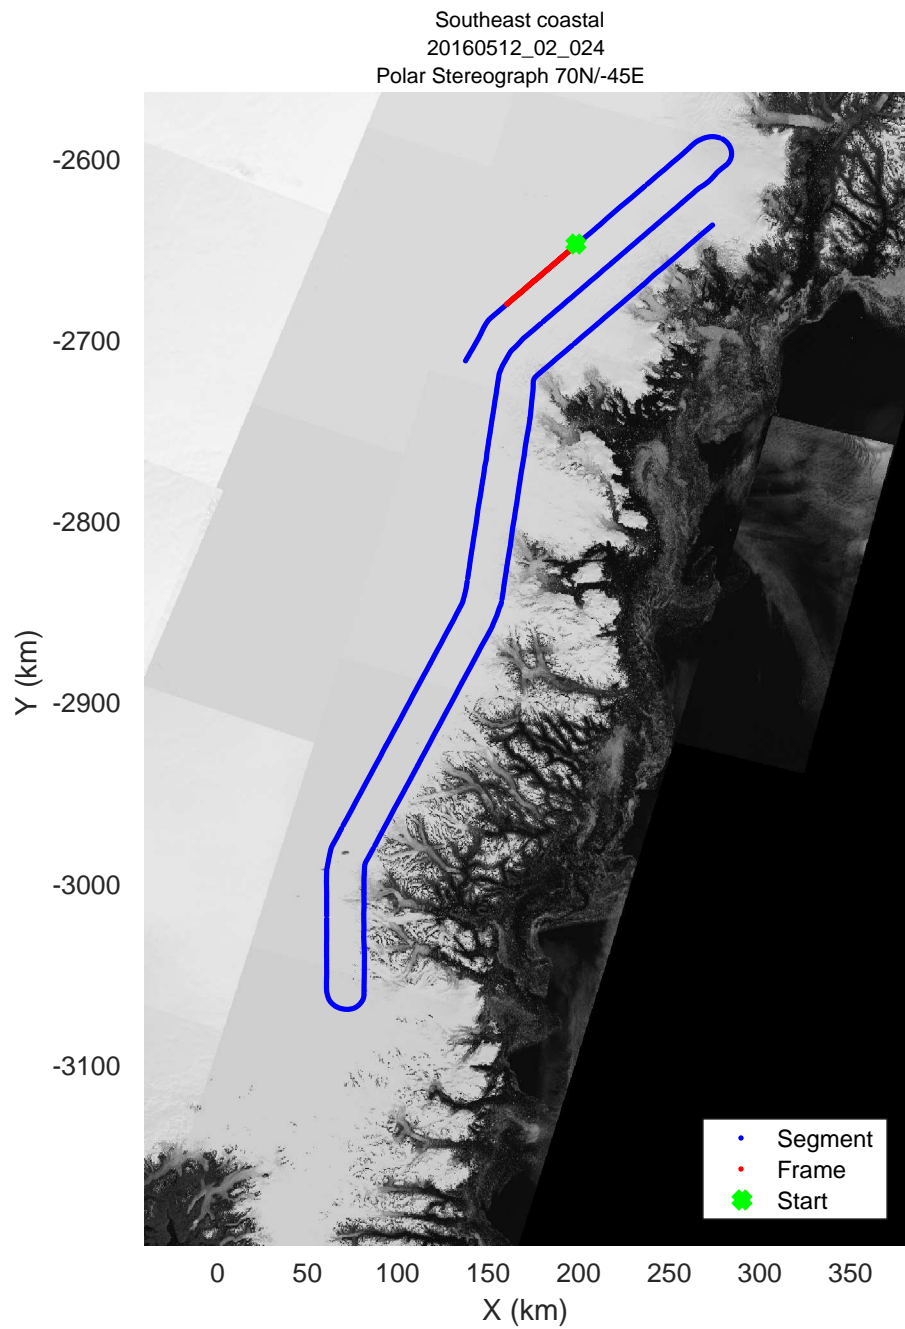 Southeast coastal
20160512_02_024
Polar Stereograph 70N/-45E
-2600
-2700
-2800
-2900
-3000
-3100
Y (km)
0 50 100 150 200 250 300 350
X (km)
Segment
Frame
Start